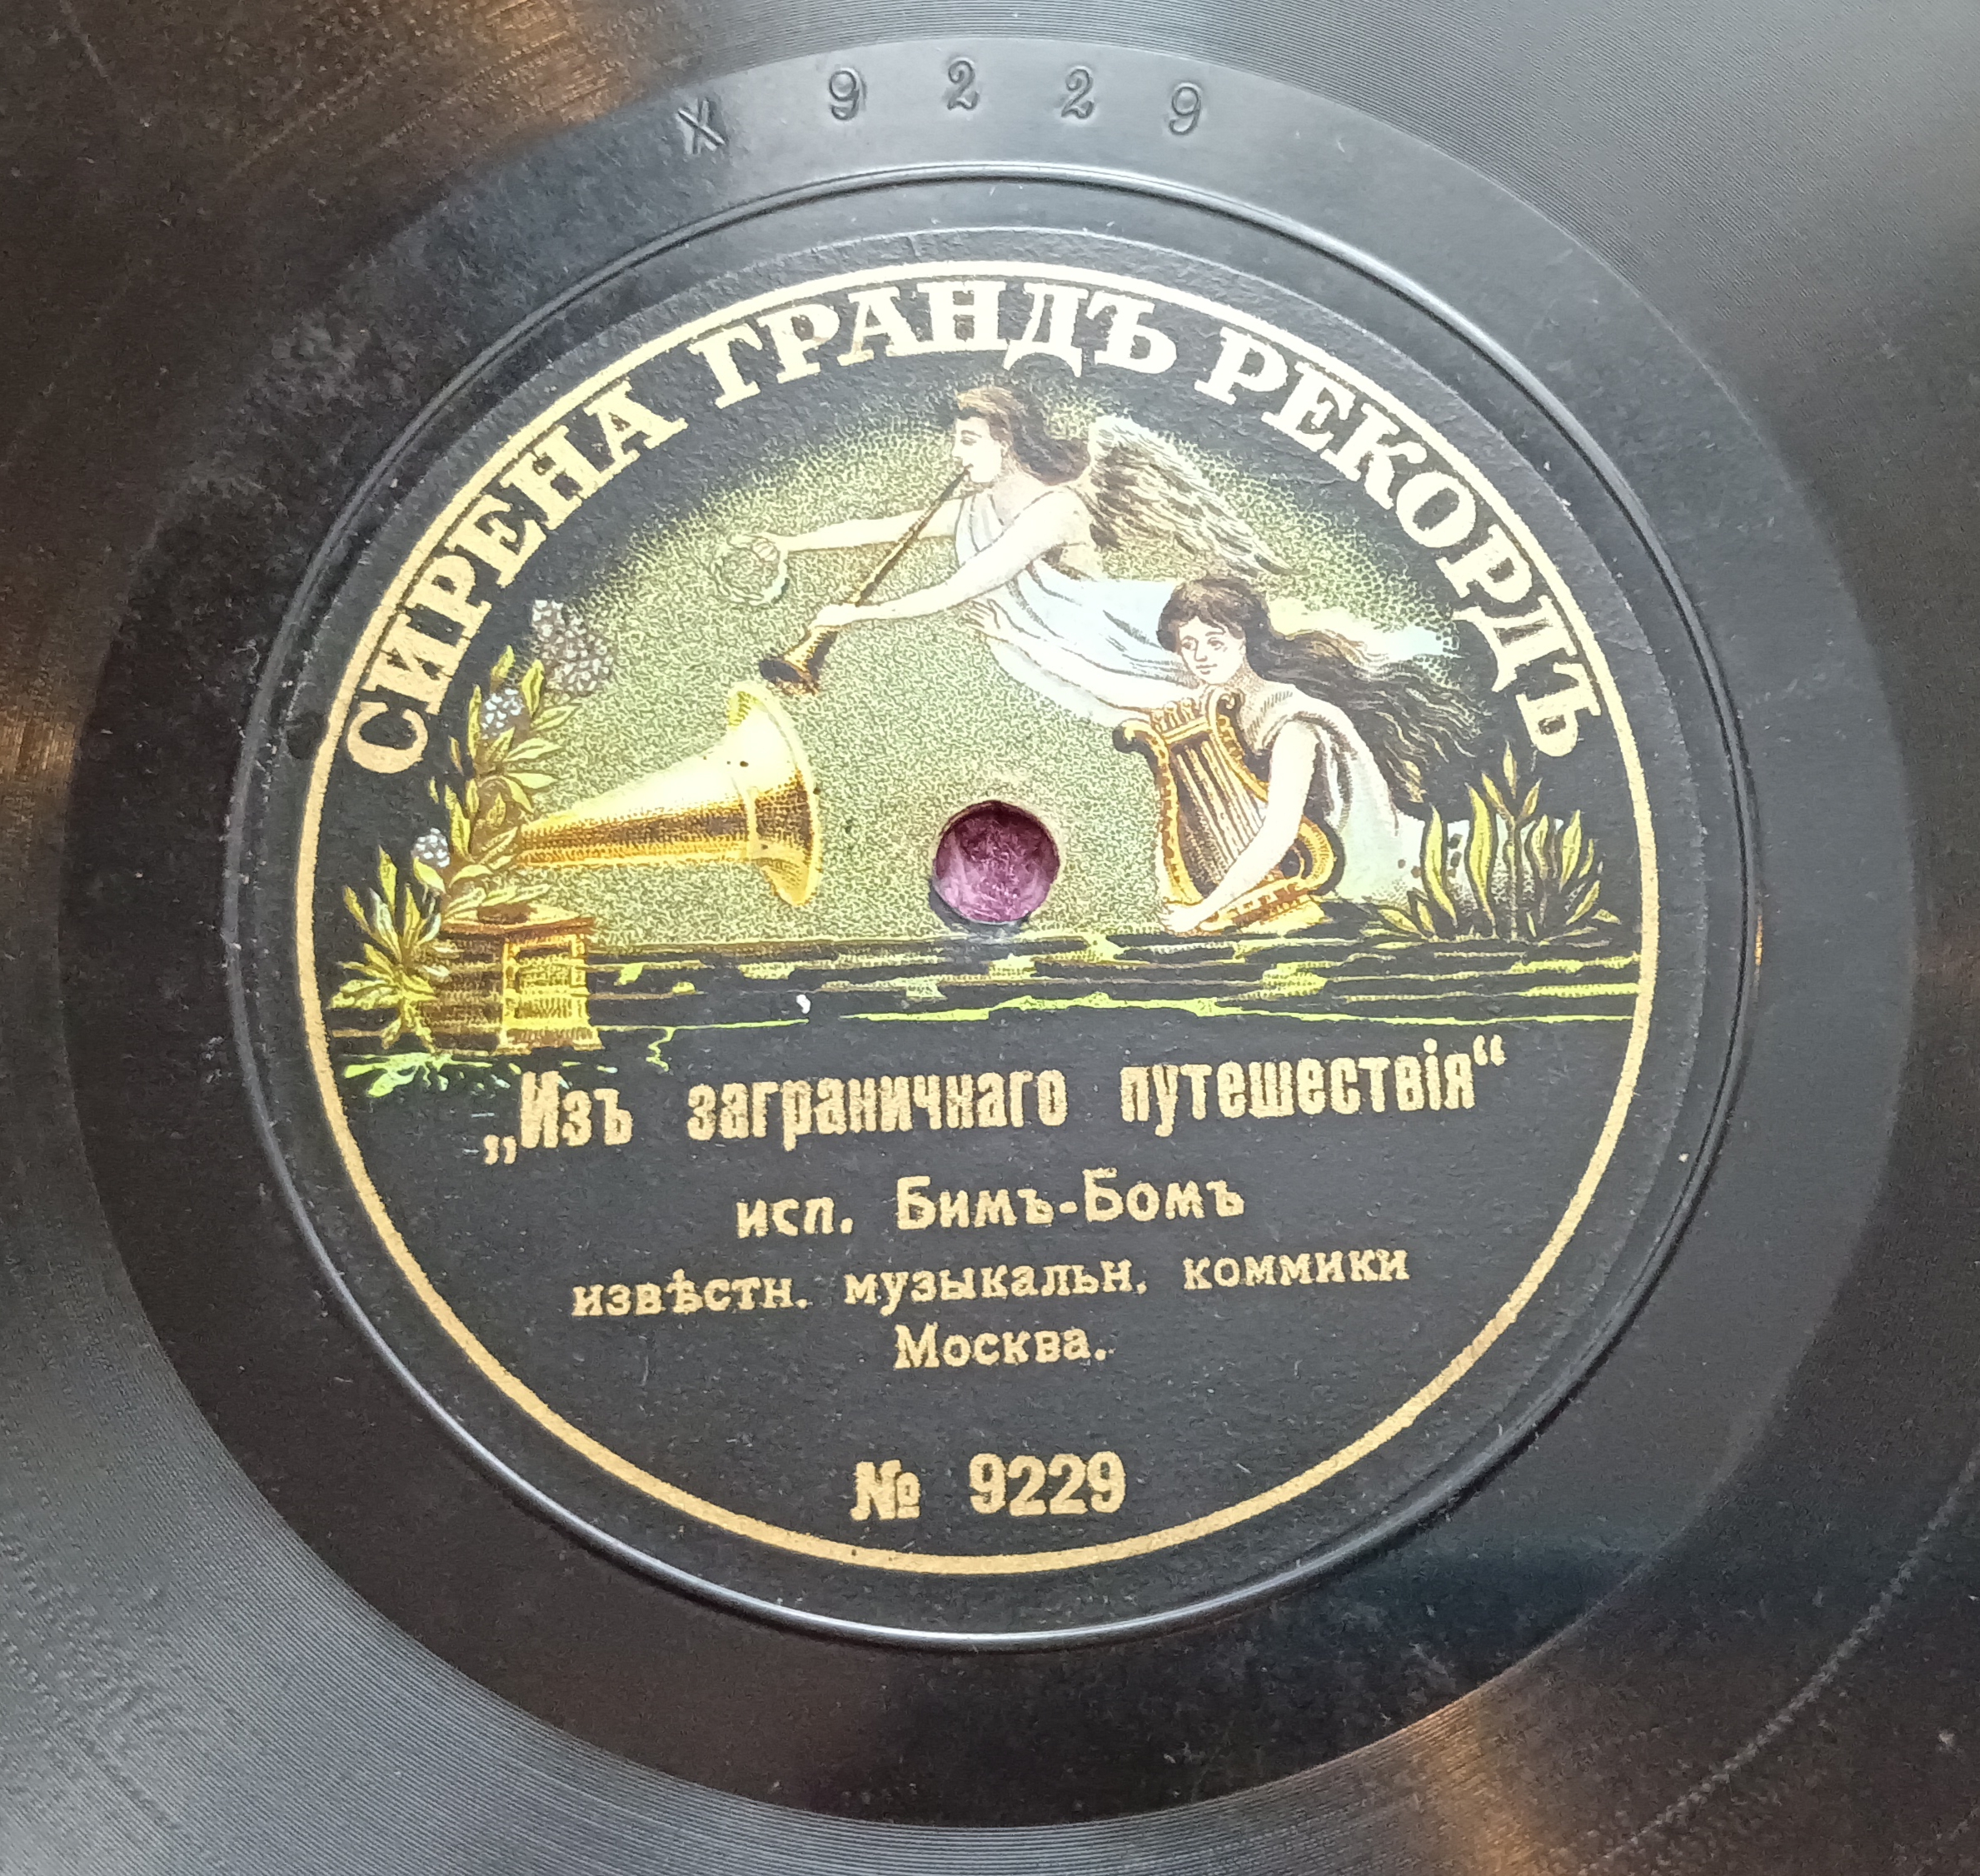 X 9229
СИРЕНА ГРАНДЪ РЕКОРДЪ
„Изъ заграничнаго путешествія“
исп. Бимъ-Бомъ
извѣстн. музыкальн. коммики
Москва.
№ 9229